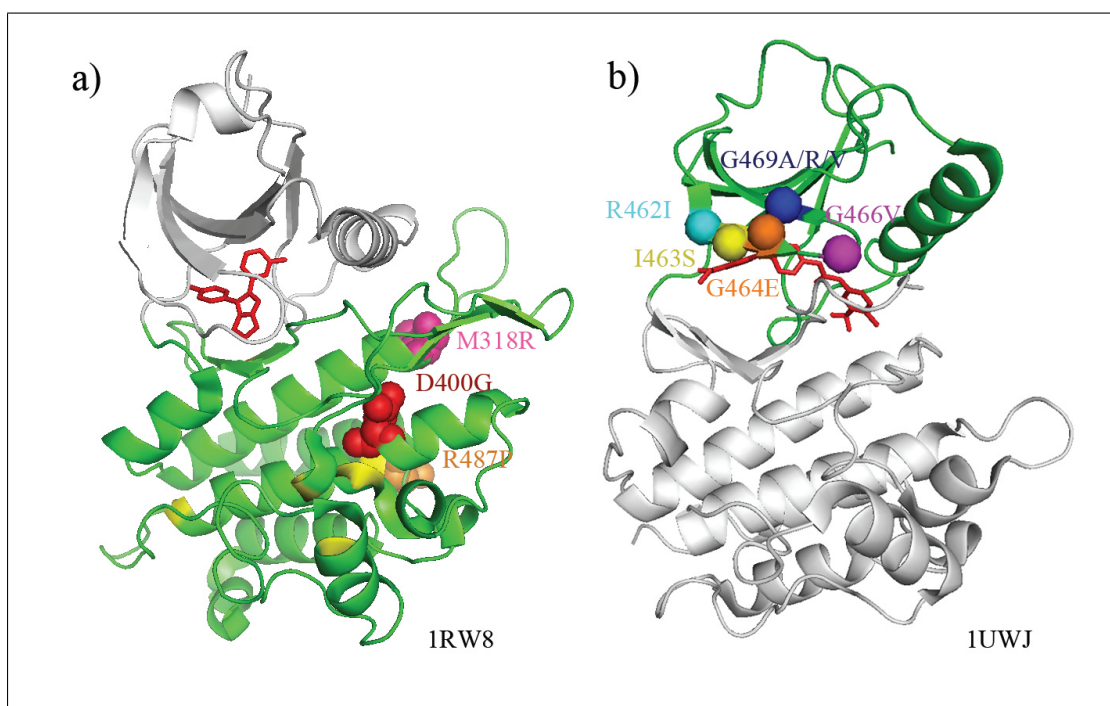 a)
M318R
D400G
R487P
1RW8
b)
G469A/R/V
R462I
G466V
I463S
G464E
1UWJ